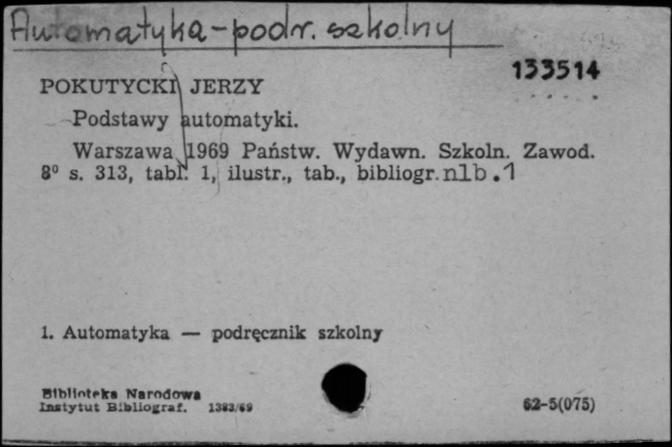 Automatyka-podr. szkolny
133514
POKUTYCKI JERZY
Podstawy automatyki.
Warszawa 1969 Państw. Wydawn. Szkoln. Zawod.
8° s. 313, tabl. 1, ilustr., tab., bibliogr. nlb.1
1. Automatyka — podręcznik szkolny
Biblioteka Narodowa
Instytut Bibliograf. 1383/69
62-5(075)